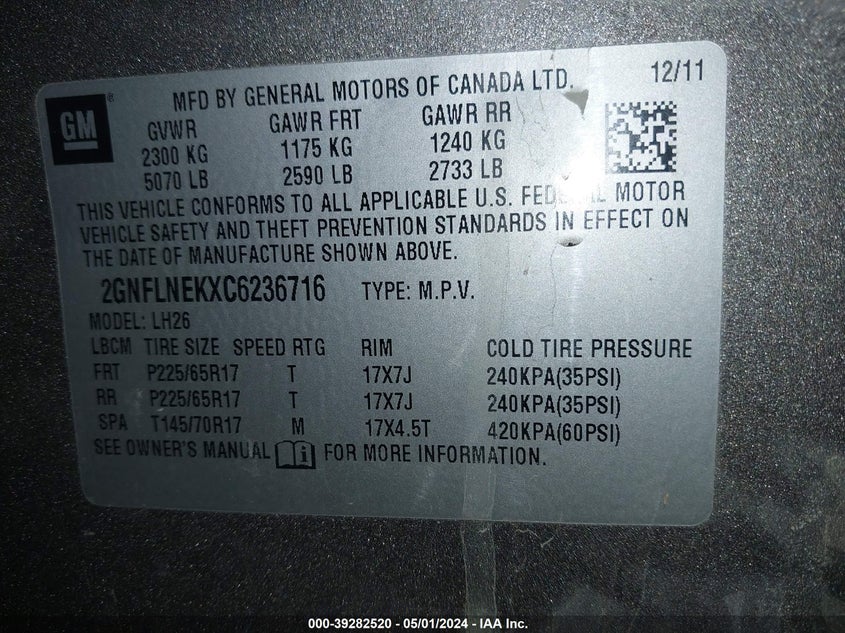 GM ®
MFD BY GENERAL MOTORS OF CANADA LTD. 12/11
GVWR GAWR FRT GAWR RR
2300 KG 1175 KG 1240 KG
5070 LB 2590 LB 2733 LB
THIS VEHICLE CONFORMS TO ALL APPLICABLE U.S. FEDERAL MOTOR
VEHICLE SAFETY AND THEFT PREVENTION STANDARDS IN EFFECT ON
THE DATE OF MANUFACTURE SHOWN ABOVE.
2GNFLNEKXC6236716 TYPE: M.P.V.
MODEL: LH26
LBCM TIRE SIZE SPEED RTG RIM COLD TIRE PRESSURE
FRT P225/65R17 T 17X7J 240KPA(35PSI)
RR P225/65R17 T 17X7J 240KPA(35PSI)
SPA T145/70R17 M 17X4.5T 420KPA(60PSI)
SEE OWNER'S MANUAL FOR MORE INFORMATION.
000-39282520 - 05/01/2024 - IAA Inc.